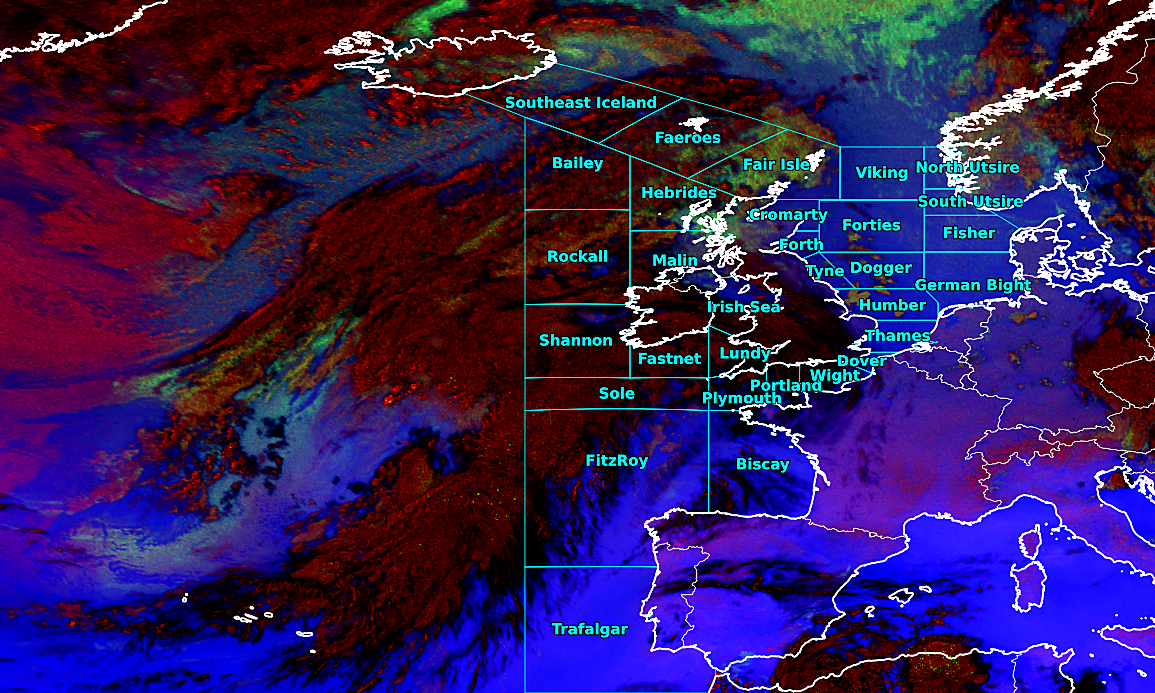 Southeast Iceland
Faeroes
Bailey
Fair Isle
Viking
North Utsire
Hebrides
South Utsire
Cromarty
Forties
Fisher
Forth
Rockall
Malin
Tyne
Dogger
German Bight
Irish Sea
Humber
Shannon
Thames
Fastnet
Lundy
Dover
Wight
Portland
Sole
Plymouth
FitzRoy
Biscay
Trafalgar